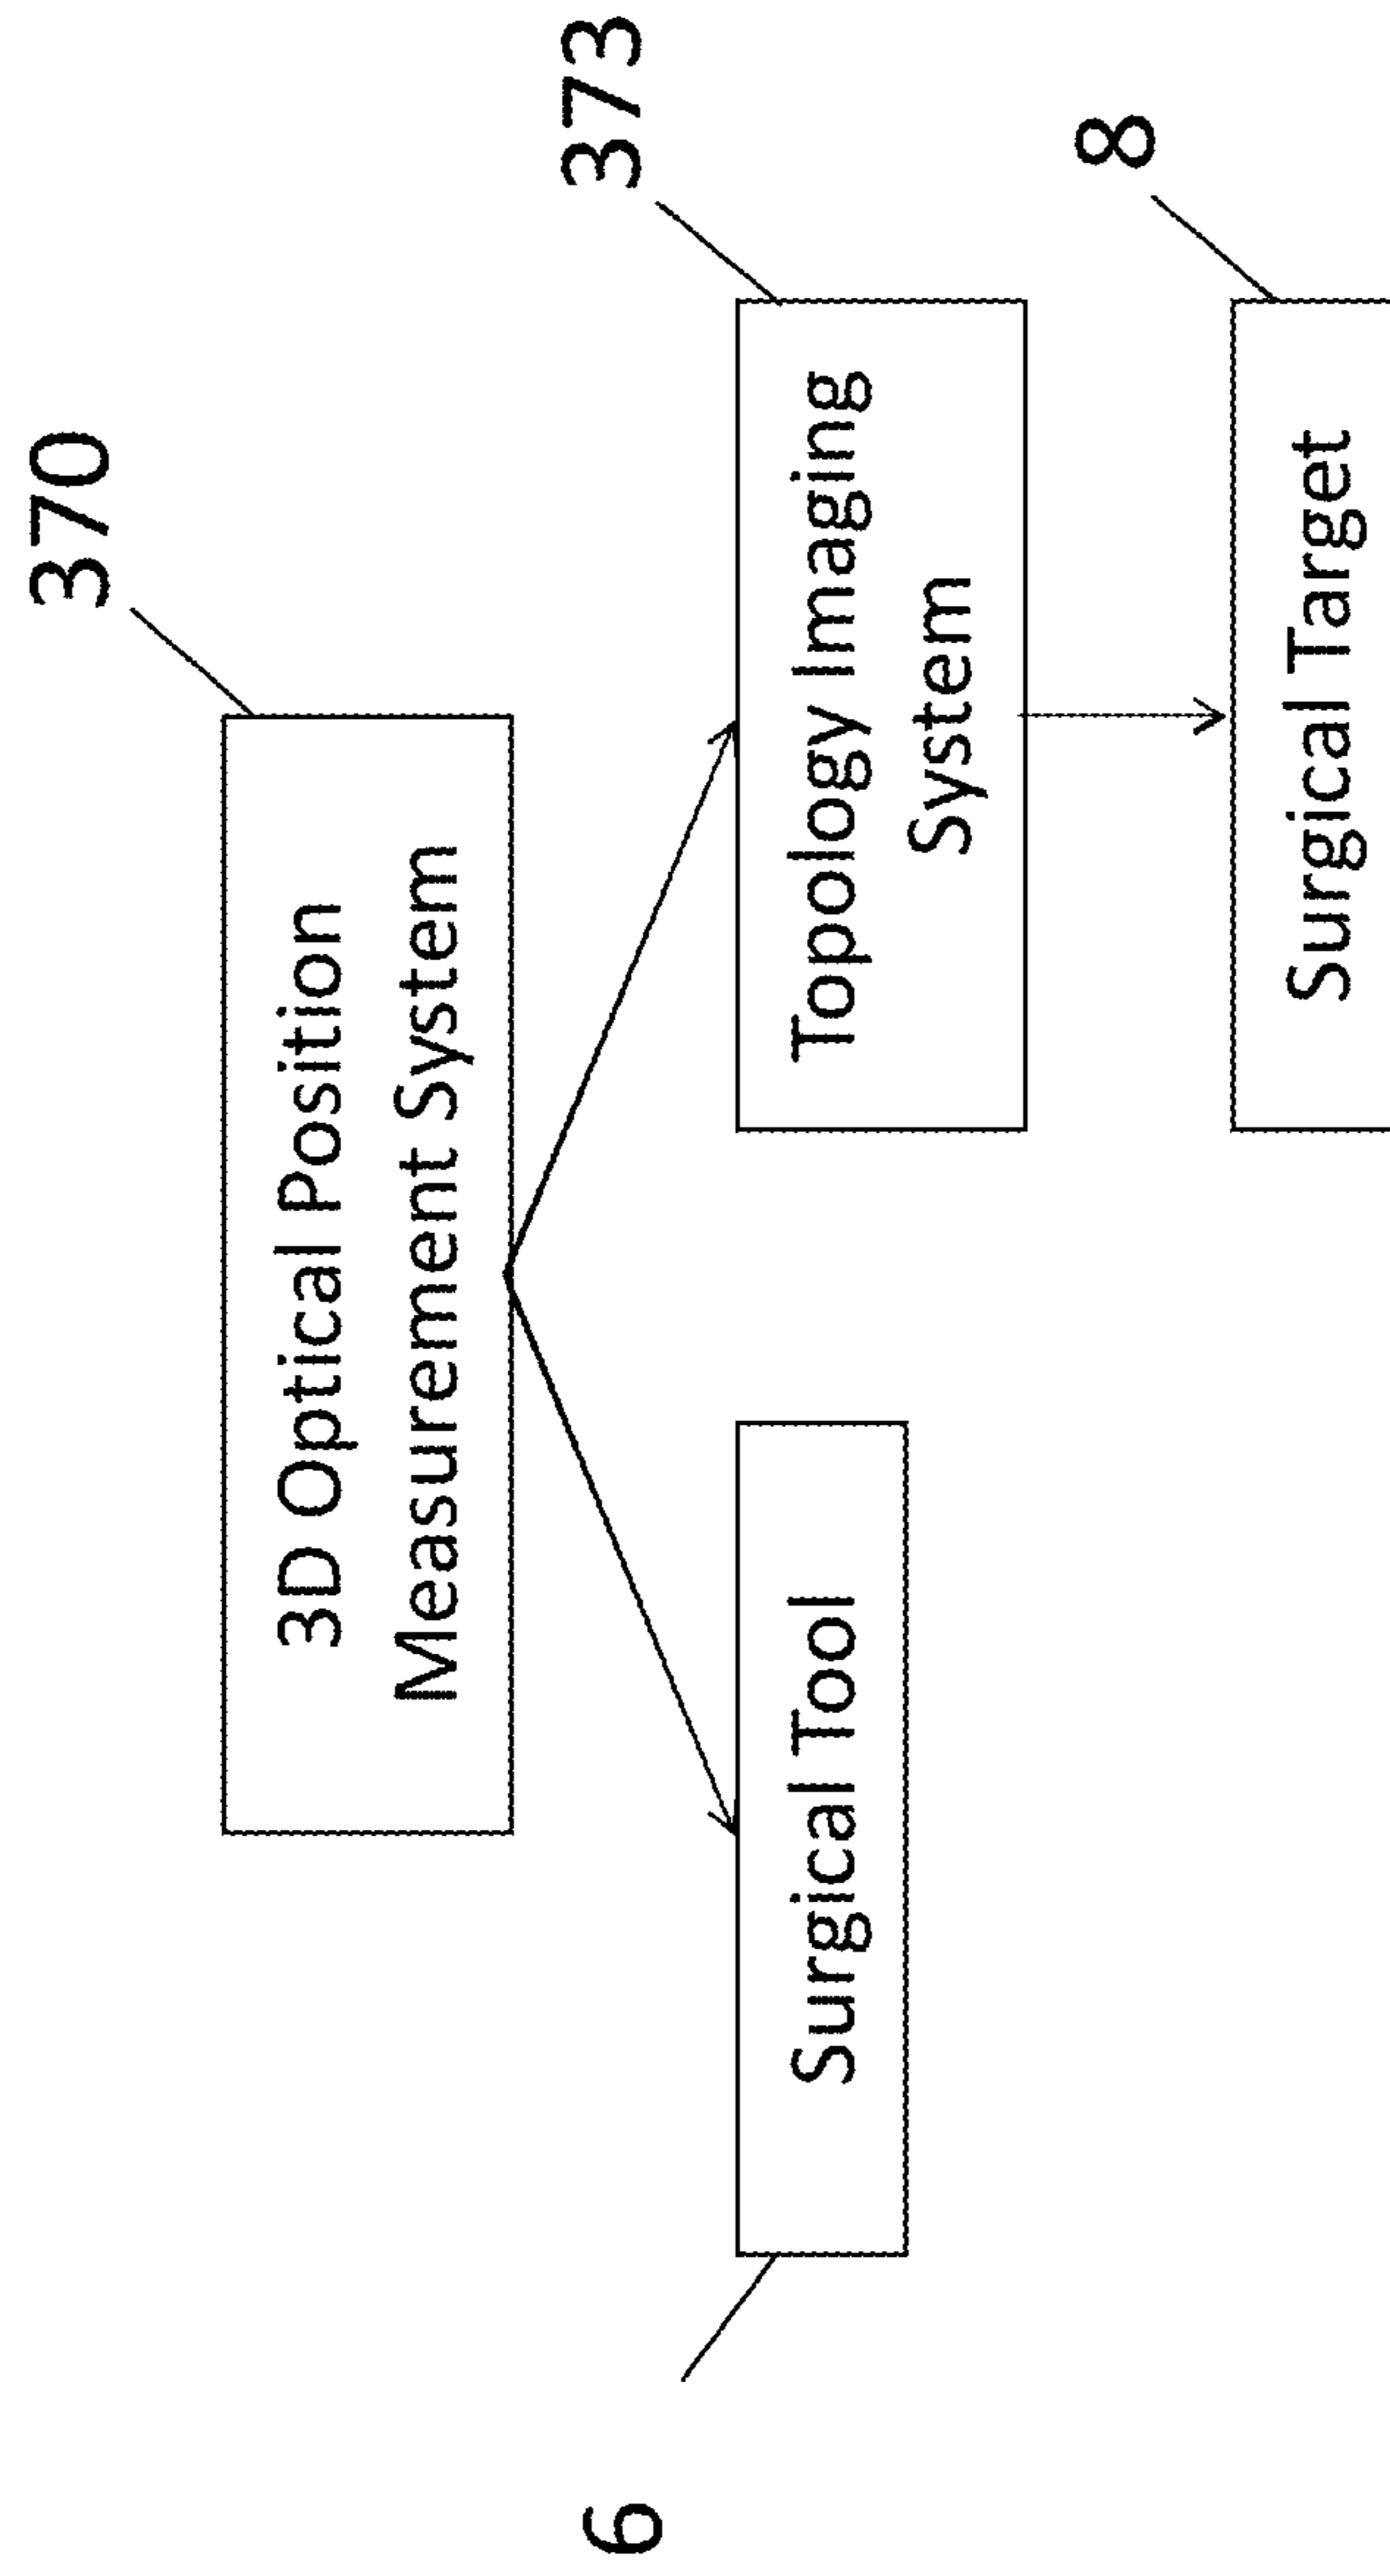 370
3D Optical Position
Measurement System
373
6
Surgical Tool
Topology Imaging
System
8
Surgical Target